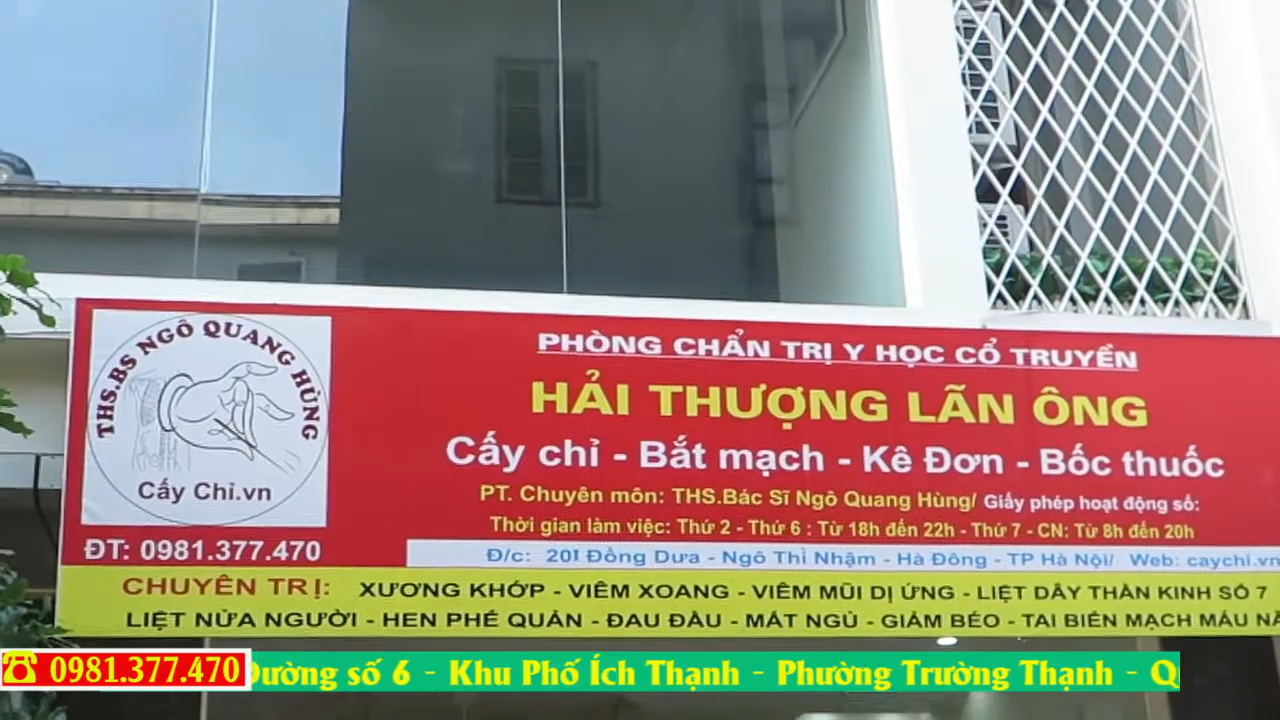 THS.BS NGÔ QUANG HÙNG
Cấy Chỉ.vn
ĐT: 0981.377.470
PHÒNG CHẨN TRỊ Y HỌC CỔ TRUYỀN
HẢI THƯỢNG LÃN ÔNG
Cấy chỉ - Bắt mạch - Kê Đơn - Bốc thuốc
PT. Chuyên môn: THS.Bác Sĩ Ngô Quang Hùng/ Giấy phép hoạt động số:
Thời gian làm việc: Thứ 2 - Thứ 6 : Từ 18h đến 22h - Thứ 7 - CN: Từ 8h đến 20h
Đ/c: 201 Đồng Dưa - Ngô Thì Nhậm - Hà Đông - TP Hà Nội/ Web: caychi.vn
CHUYÊN TRỊ: XƯƠNG KHỚP - VIÊM XOANG - VIÊM MŨI DỊ ỨNG - LIỆT DÂY THẦN KINH SỐ 7
LIỆT NỬA NGƯỜI - HEN PHẾ QUẢN - ĐAU ĐẦU - MẤT NGỦ - GIẢM BÉO - TAI BIẾN MẠCH MÁU
☎ 0981.377.470 Đường số 6 - Khu Phố Ích Thạnh - Phường Trường Thạnh - Q